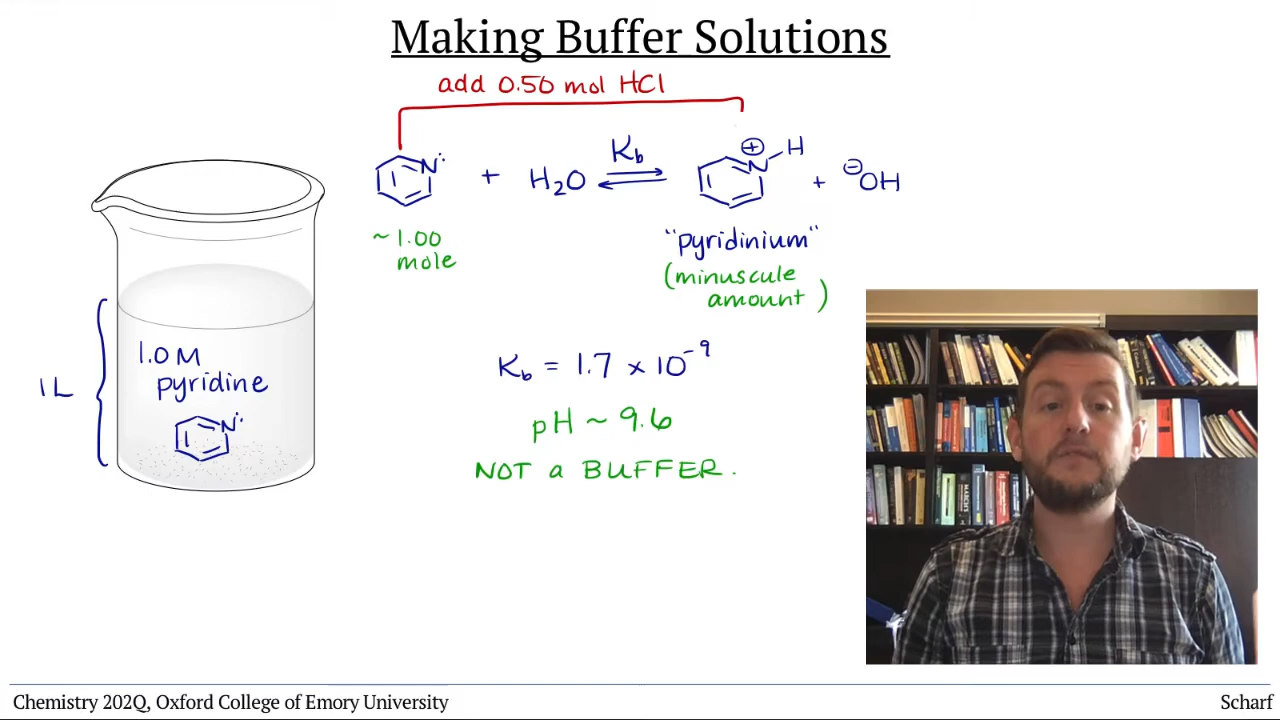 Making Buffer Solutions
add 0.50 mol HCl
N: + H₂O Kb ⇌ ⊕ N-H + ⊖OH
~1.00
mole
"pyridinium"
(minuscule
amount)
1L
1.0 M
pyridine
N:
Kb = 1.7 × 10⁻⁹
pH ~ 9.6
NOT a BUFFER.
MARCH'S
Chemistry 202Q, Oxford College of Emory University
Scharf